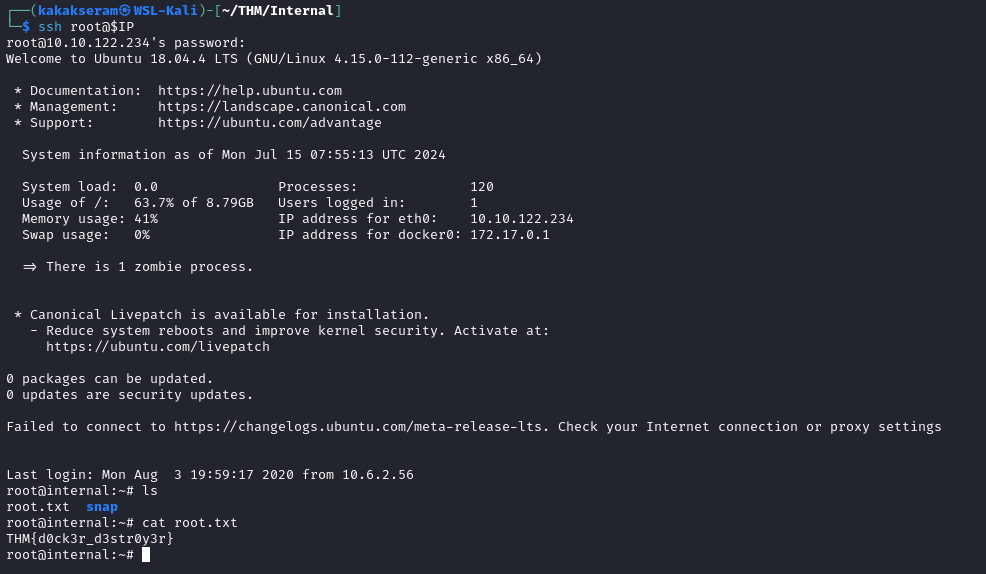 ┌──(kakakseram㉿WSL-Kali)-[~/THM/Internal]
└─$ ssh root@$IP
root@10.10.122.234's password:
Welcome to Ubuntu 18.04.4 LTS (GNU/Linux 4.15.0-112-generic x86_64)

 * Documentation:  https://help.ubuntu.com
 * Management:     https://landscape.canonical.com
 * Support:        https://ubuntu.com/advantage

  System information as of Mon Jul 15 07:55:13 UTC 2024

  System load:  0.0               Processes:              120
  Usage of /:   63.7% of 8.79GB   Users logged in:        1
  Memory usage: 41%               IP address for eth0:    10.10.122.234
  Swap usage:   0%                IP address for docker0: 172.17.0.1

  => There is 1 zombie process.


 * Canonical Livepatch is available for installation.
   - Reduce system reboots and improve kernel security. Activate at:
     https://ubuntu.com/livepatch

0 packages can be updated.
0 updates are security updates.

Failed to connect to https://changelogs.ubuntu.com/meta-release-lts. Check your Internet connection or proxy settings


Last login: Mon Aug  3 19:59:17 2020 from 10.6.2.56
root@internal:~# ls
root.txt  snap
root@internal:~# cat root.txt
THM{d0ck3r_d3str0y3r}
root@internal:~#